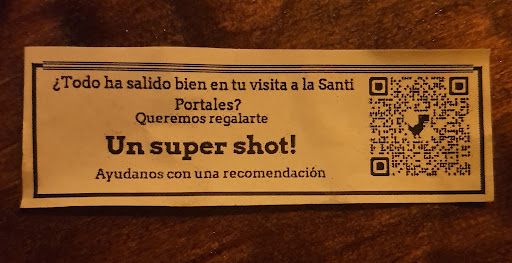 ¿Todo ha salido bien en tu visita a la Santi
Portales?
Queremos regalarte
Un super shot!
Ayudanos con una recomendación